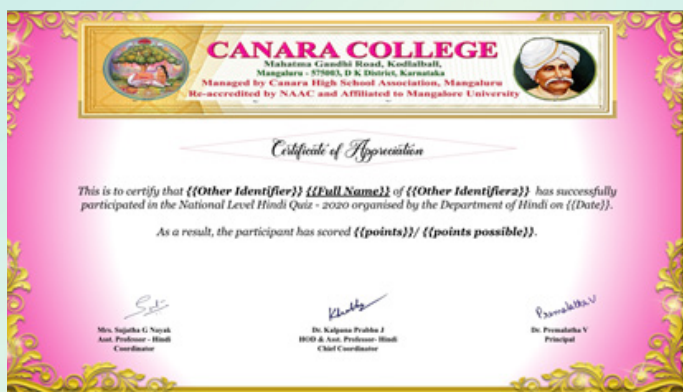 CANARA COLLEGE
Mahatma Gandhi Road, Kodialbail,
Mangaluru - 575003, D K District, Karnataka
Managed by Canara High School Association, Mangaluru
Re-accredited by NAAC and Affiliated to Mangalore University
Certificate of Appreciation
This is to certify that {{Other Identifier}} {{Full Name}} of {{Other Identifier2}} has successfully
participated in the National Level Hindi Quiz - 2020 organised by the Department of Hindi on {{Date}}.
As a result, the participant has scored {{points}}/ {{points possible}}.
Premalatha V
Mrs. Sujatha G Nayak
Asst. Professor - Hindi
Coordinator
Dr. Kalpana Prabhu J
HOD & Asst. Professor- Hindi
Chief Coordinator
Dr. Premalatha V
Principal